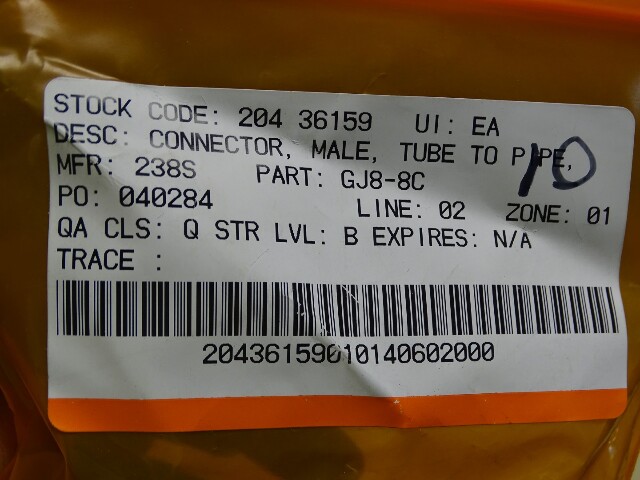 STOCK CODE: 204 36159 UI: EA
DESC: CONNECTOR, MALE, TUBE TO PIPE,
10
MFR: 238S PART: GJ8-8C
PO: 040284 LINE: 02 ZONE: 01
QA CLS: Q STR LVL: B EXPIRES: N/A
TRACE :
20436159010140602000